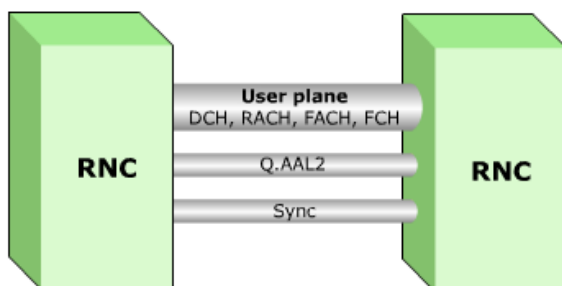 User plane
DCH, RACH, FACH, FCH
RNC
Q.AAL2
RNC
Sync